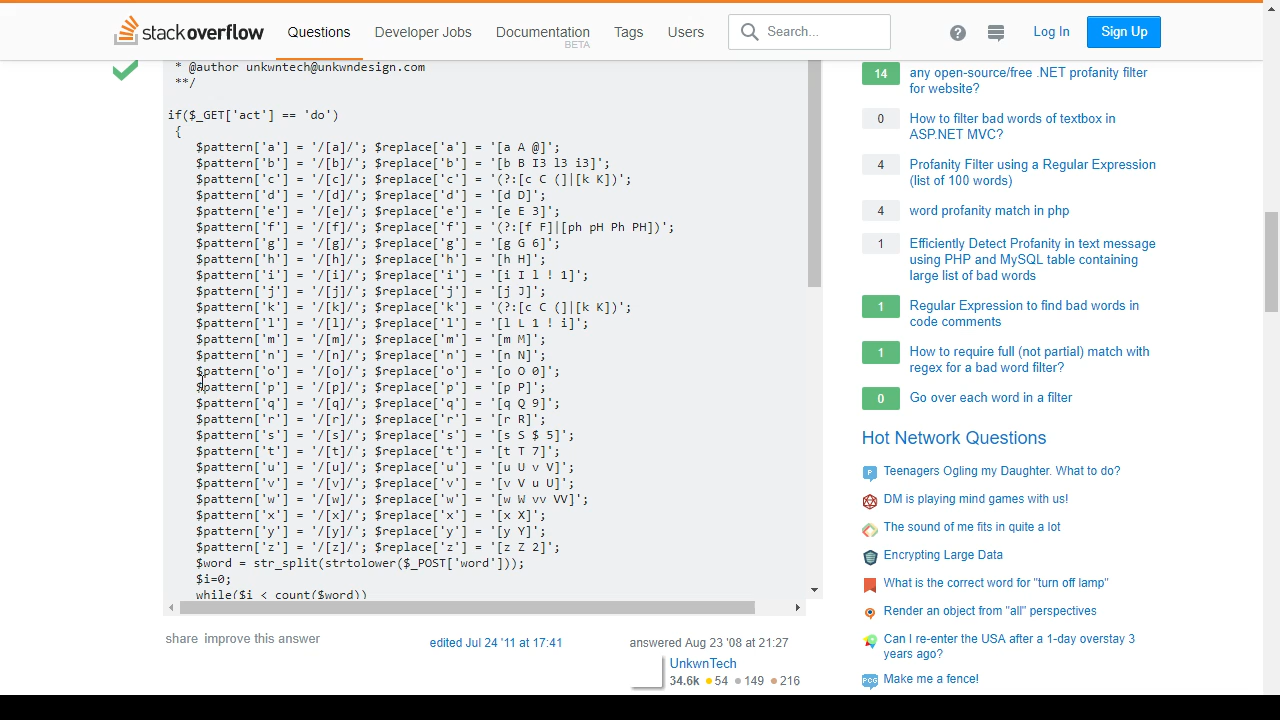 stackoverflow Questions Developer Jobs Documentation BETA Tags Users Search... Log In Sign Up
* @author unkwntech@unkwndesign.com
**/
if($_GET['act'] == 'do')
{
$pattern['a'] = '/[a]/'; $replace['a'] = '[a A @]';
$pattern['b'] = '/[b]/'; $replace['b'] = '[b B I3 l3 i3]';
$pattern['c'] = '/[c]/'; $replace['c'] = '(?:[c C (]|[k K])';
$pattern['d'] = '/[d]/'; $replace['d'] = '[d D]';
$pattern['e'] = '/[e]/'; $replace['e'] = '[e E 3]';
$pattern['f'] = '/[f]/'; $replace['f'] = '(?:[f F]|[ph pH Ph PH])';
$pattern['g'] = '/[g]/'; $replace['g'] = '[g G 6]';
$pattern['h'] = '/[h]/'; $replace['h'] = '[h H]';
$pattern['i'] = '/[i]/'; $replace['i'] = '[i I l ! 1]';
$pattern['j'] = '/[j]/'; $replace['j'] = '[j J]';
$pattern['k'] = '/[k]/'; $replace['k'] = '(?:[c C (]|[k K])';
$pattern['l'] = '/[l]/'; $replace['l'] = '[l L 1 ! i]';
$pattern['m'] = '/[m]/'; $replace['m'] = '[m M]';
$pattern['n'] = '/[n]/'; $replace['n'] = '[n N]';
$pattern['o'] = '/[o]/'; $replace['o'] = '[o O 0]';
$pattern['p'] = '/[p]/'; $replace['p'] = '[p P]';
$pattern['q'] = '/[q]/'; $replace['q'] = '[q Q 9]';
$pattern['r'] = '/[r]/'; $replace['r'] = '[r R]';
$pattern['s'] = '/[s]/'; $replace['s'] = '[s S $ 5]';
$pattern['t'] = '/[t]/'; $replace['t'] = '[t T 7]';
$pattern['u'] = '/[u]/'; $replace['u'] = '[u U v V]';
$pattern['v'] = '/[v]/'; $replace['v'] = '[v V u U]';
$pattern['w'] = '/[w]/'; $replace['w'] = '[w W vv VV]';
$pattern['x'] = '/[x]/'; $replace['x'] = '[x X]';
$pattern['y'] = '/[y]/'; $replace['y'] = '[y Y]';
$pattern['z'] = '/[z]/'; $replace['z'] = '[z Z 2]';
$word = str_split(strtolower($_POST['word']));
$i=0;
while($i < count($word))
share improve this answer
edited Jul 24 '11 at 17:41
answered Aug 23 '08 at 21:27
UnkwnTech
34.6k 54 149 216
14 any open-source/free .NET profanity filter
for website?
0 How to filter bad words of textbox in
ASP.NET MVC?
4 Profanity Filter using a Regular Expression
(list of 100 words)
4 word profanity match in php
1 Efficiently Detect Profanity in text message
using PHP and MySQL table containing
large list of bad words
1 Regular Expression to find bad words in
code comments
1 How to require full (not partial) match with
regex for a bad word filter?
0 Go over each word in a filter
Hot Network Questions
Teenagers Ogling my Daughter. What to do?
DM is playing mind games with us!
The sound of me fits in quite a lot
Encrypting Large Data
What is the correct word for "turn off lamp"
Render an object from "all" perspectives
Can I re-enter the USA after a 1-day overstay 3
years ago?
Make me a fence!